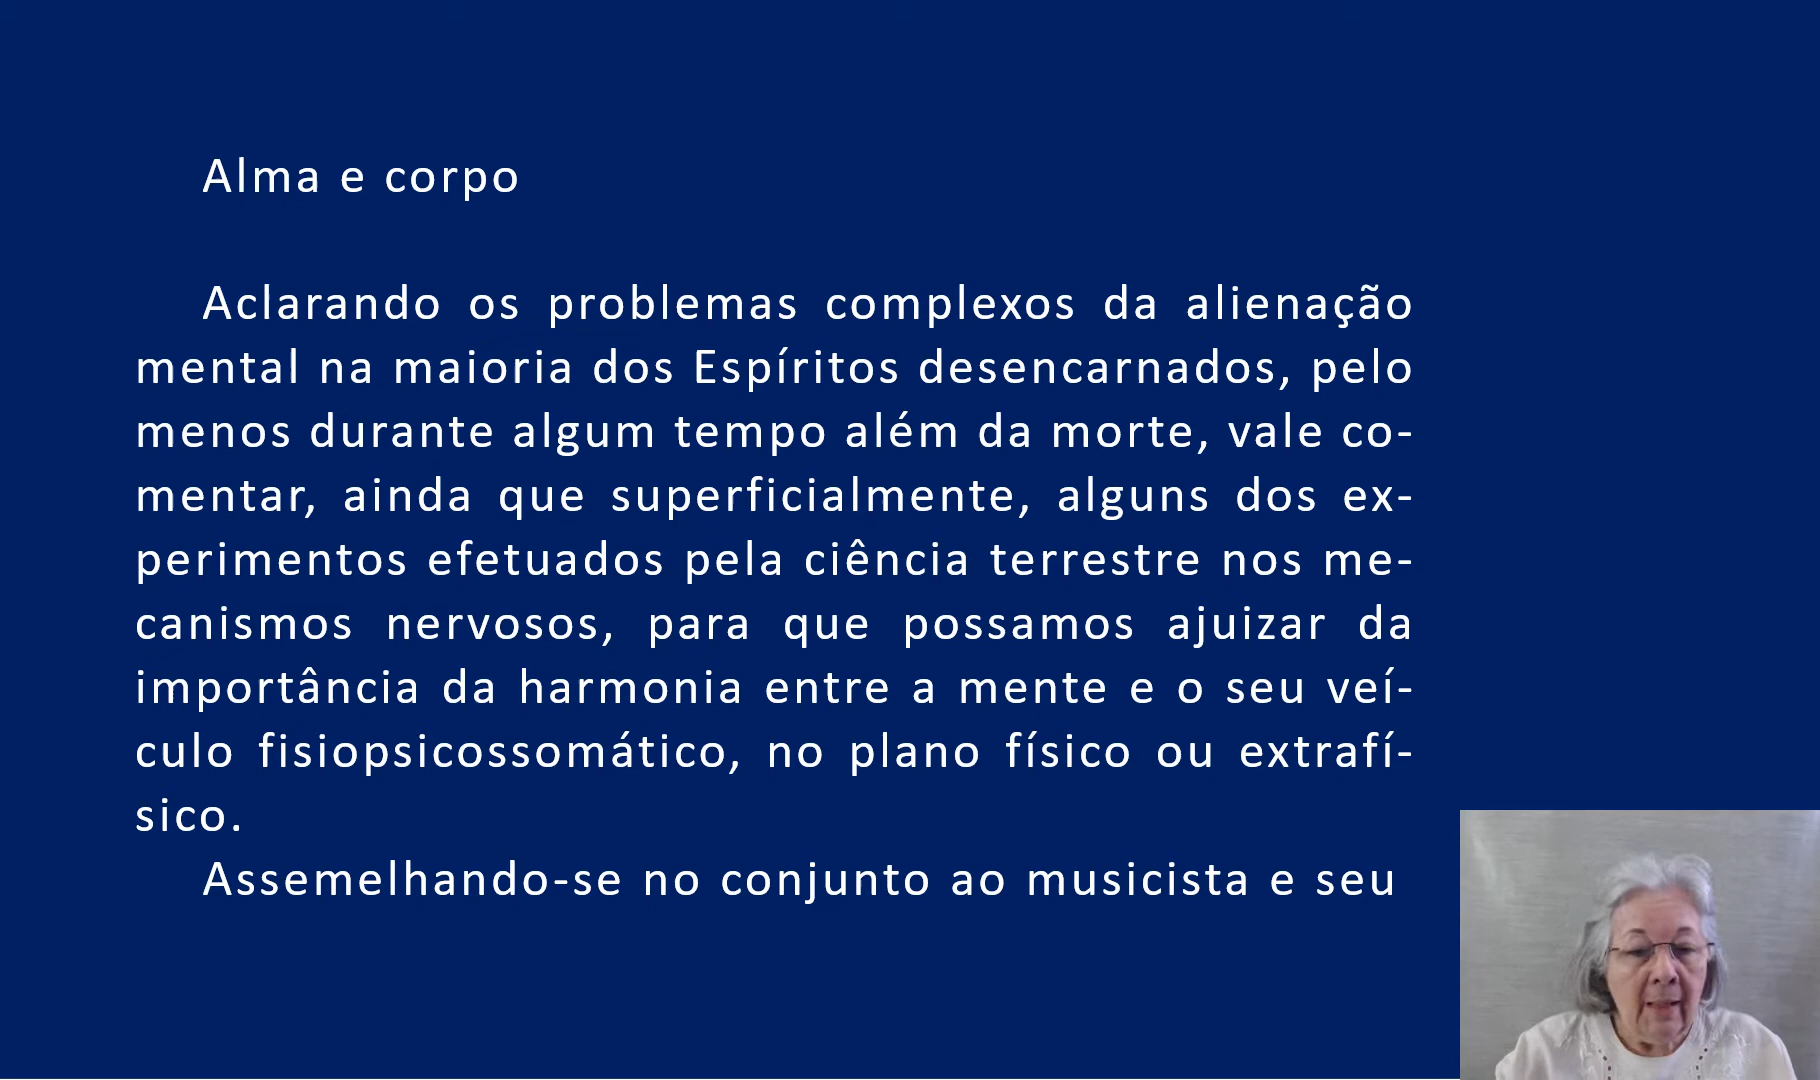 Alma e corpo
Aclarando os problemas complexos da alienação
mental na maioria dos Espíritos desencarnados, pelo
menos durante algum tempo além da morte, vale co-
mentar, ainda que superficialmente, alguns dos ex-
perimentos efetuados pela ciência terrestre nos me-
canismos nervosos, para que possamos ajuizar da
importância da harmonia entre a mente e o seu veí-
culo fisiopsicossomático, no plano físico ou extrafí-
sico.
Assemelhando-se no conjunto ao musicista e seu